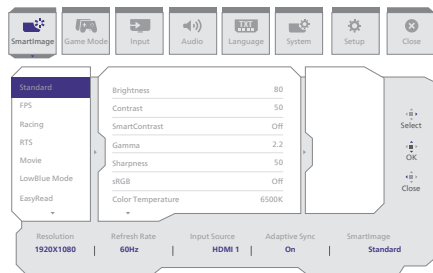 SmartImage
Game Mode
Input
Audio
TXT
Language
System
Setup
Close
Standard
FPS
Racing
RTS
Movie
LowBlue Mode
EasyRead
Brightness 80
Contrast 50
SmartContrast Off
Gamma 2.2
Sharpness 50
sRGB Off
Color Temperature 6500K
Select
OK
Close
Resolution Refresh Rate Input Source Adaptive Sync SmartImage
1920X1080 | 60Hz | HDMI 1 | On | Standard